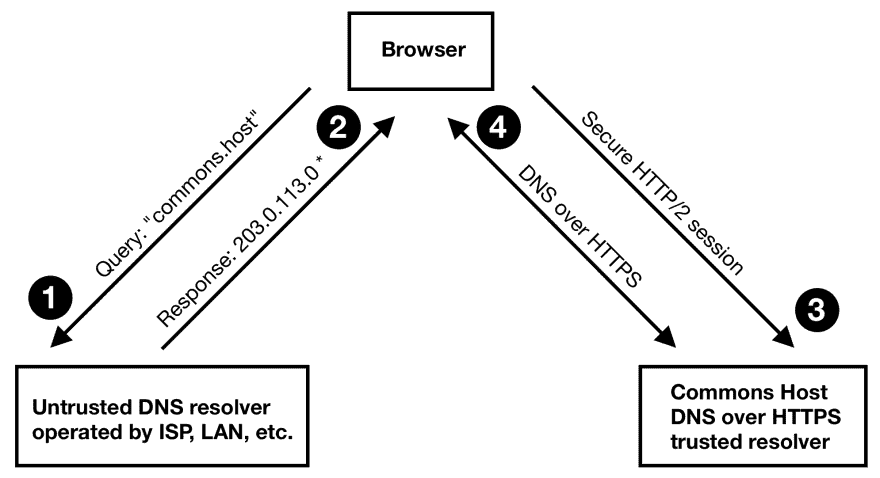 Browser
1
Query: "commons.host"
2
Response: 203.0.113.0 *
4
DNS over HTTPS
Secure HTTP/2 session
3
Untrusted DNS resolver
operated by ISP, LAN, etc.
Commons Host
DNS over HTTPS
trusted resolver